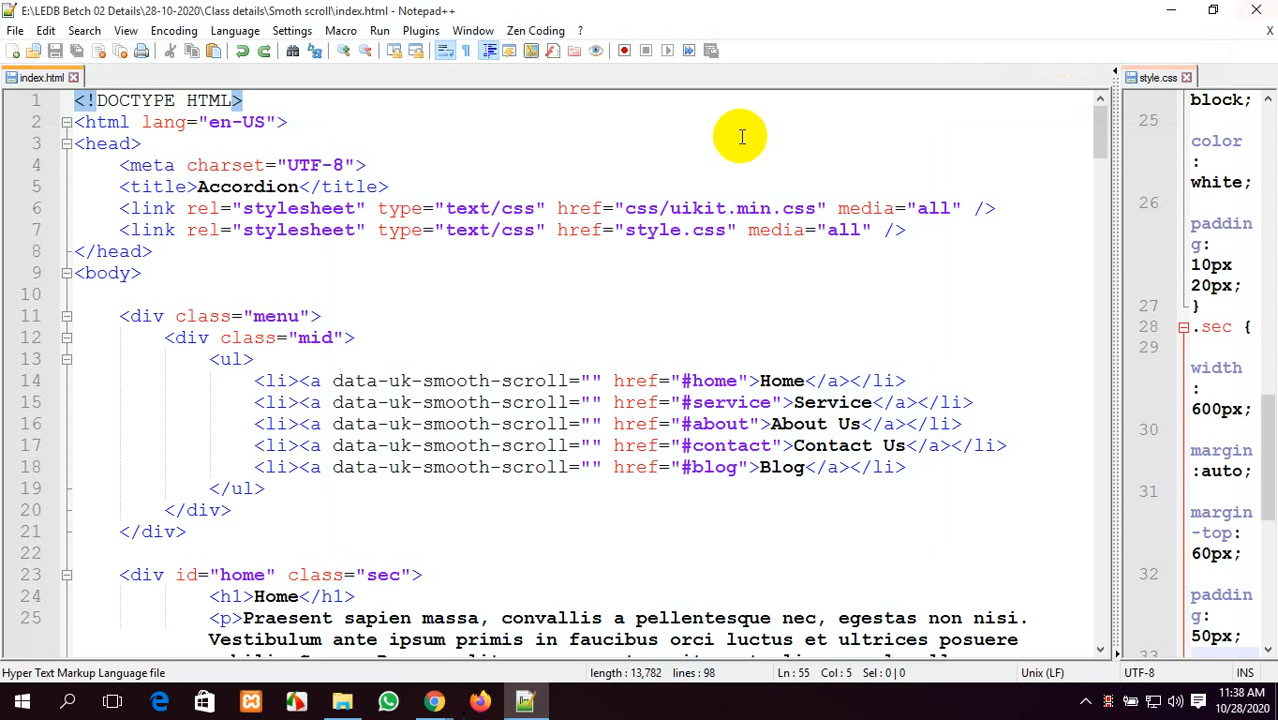 E:\LEDB Betch 02 Details\28-10-2020\Class details\Smoth scroll\index.html - Notepad++
File Edit Search View Encoding Language Settings Macro Run Plugins Window Zen Coding ? X
index.html
style.css
1 <!DOCTYPE HTML>
2 <html lang="en-US">
3 <head>
4 <meta charset="UTF-8">
5 <title>Accordion</title>
6 <link rel="stylesheet" type="text/css" href="css/uikit.min.css" media="all" />
7 <link rel="stylesheet" type="text/css" href="style.css" media="all" />
8 </head>
9 <body>
10
11 <div class="menu">
12 <div class="mid">
13 <ul>
14 <li><a data-uk-smooth-scroll="" href="#home">Home</a></li>
15 <li><a data-uk-smooth-scroll="" href="#service">Service</a></li>
16 <li><a data-uk-smooth-scroll="" href="#about">About Us</a></li>
17 <li><a data-uk-smooth-scroll="" href="#contact">Contact Us</a></li>
18 <li><a data-uk-smooth-scroll="" href="#blog">Blog</a></li>
19 </ul>
20 </div>
21 </div>
22
23 <div id="home" class="sec">
24 <h1>Home</h1>
25 <p>Praesent sapien massa, convallis a pellentesque nec, egestas non nisi.
Vestibulum ante ipsum primis in faucibus orci luctus et ultrices posuere
block;
25
color
:
white;
26
paddin
g:
10px
20px;
27 }
28 .sec {
29
width
:
600px;
30
margin
:auto;
31
margin
-top:
60px;
32
paddin
g:
50px;
33
Hyper Text Markup Language file
length : 13,782 lines : 98
Ln : 55 Col : 5 Sel : 0 | 0
Unix (LF)
UTF-8
INS
11:38 AM
10/28/2020